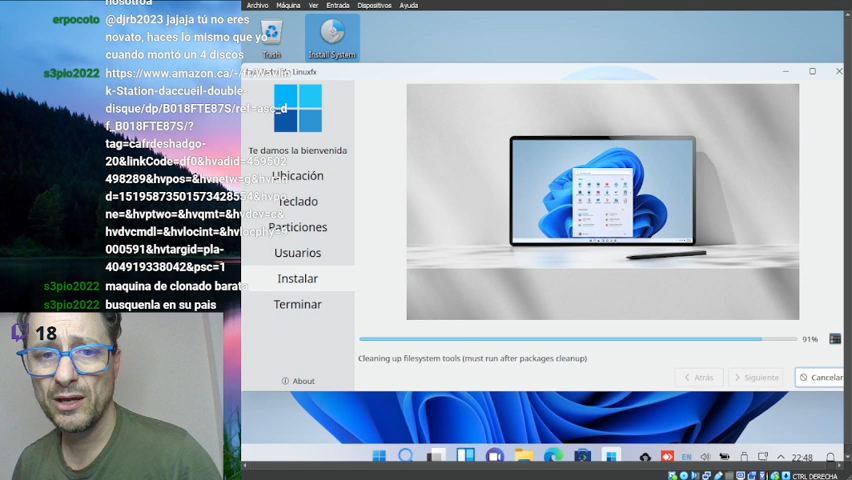 nosotroa
erpocoto @djrb2023 jajaja tú no eres
novato, haces lo mismo que yo
cuando montó un 4 discos
s3pio2022 https://www.amazon.ca/-/fr/Wavlin
k-Station-daccueil-double-
disque/dp/B018FTE87S/ref=asc_d
f_B018FTE87S/?
tag=cafrdeshadgo-
20&linkCode=df0&hvadid=459502
498289&hvpos=&hvnetw=g&hvra
d=15195873501573428554&hvpo
ne=&hvptwo=&hvqmt=&hvdev=c&
hvdvcmdl=&hvlocint=&hvlocphy=9
000591&hvtargid=pla-
404919338042&psc=1
s3pio2022 maquina de clonado barata
s3pio2022 busquenla en su pais
18
Archivo Máquina Ver Entrada Dispositivos Ayuda
Trash Install System
Linuxfx
Te damos la bienvenida
Ubicación
Teclado
Particiones
Usuarios
Instalar
Terminar
About
91%
Cleaning up filesystem tools (must run after packages cleanup)
Atrás Siguiente Cancelar
EN 22:48
CTRL DERECHA